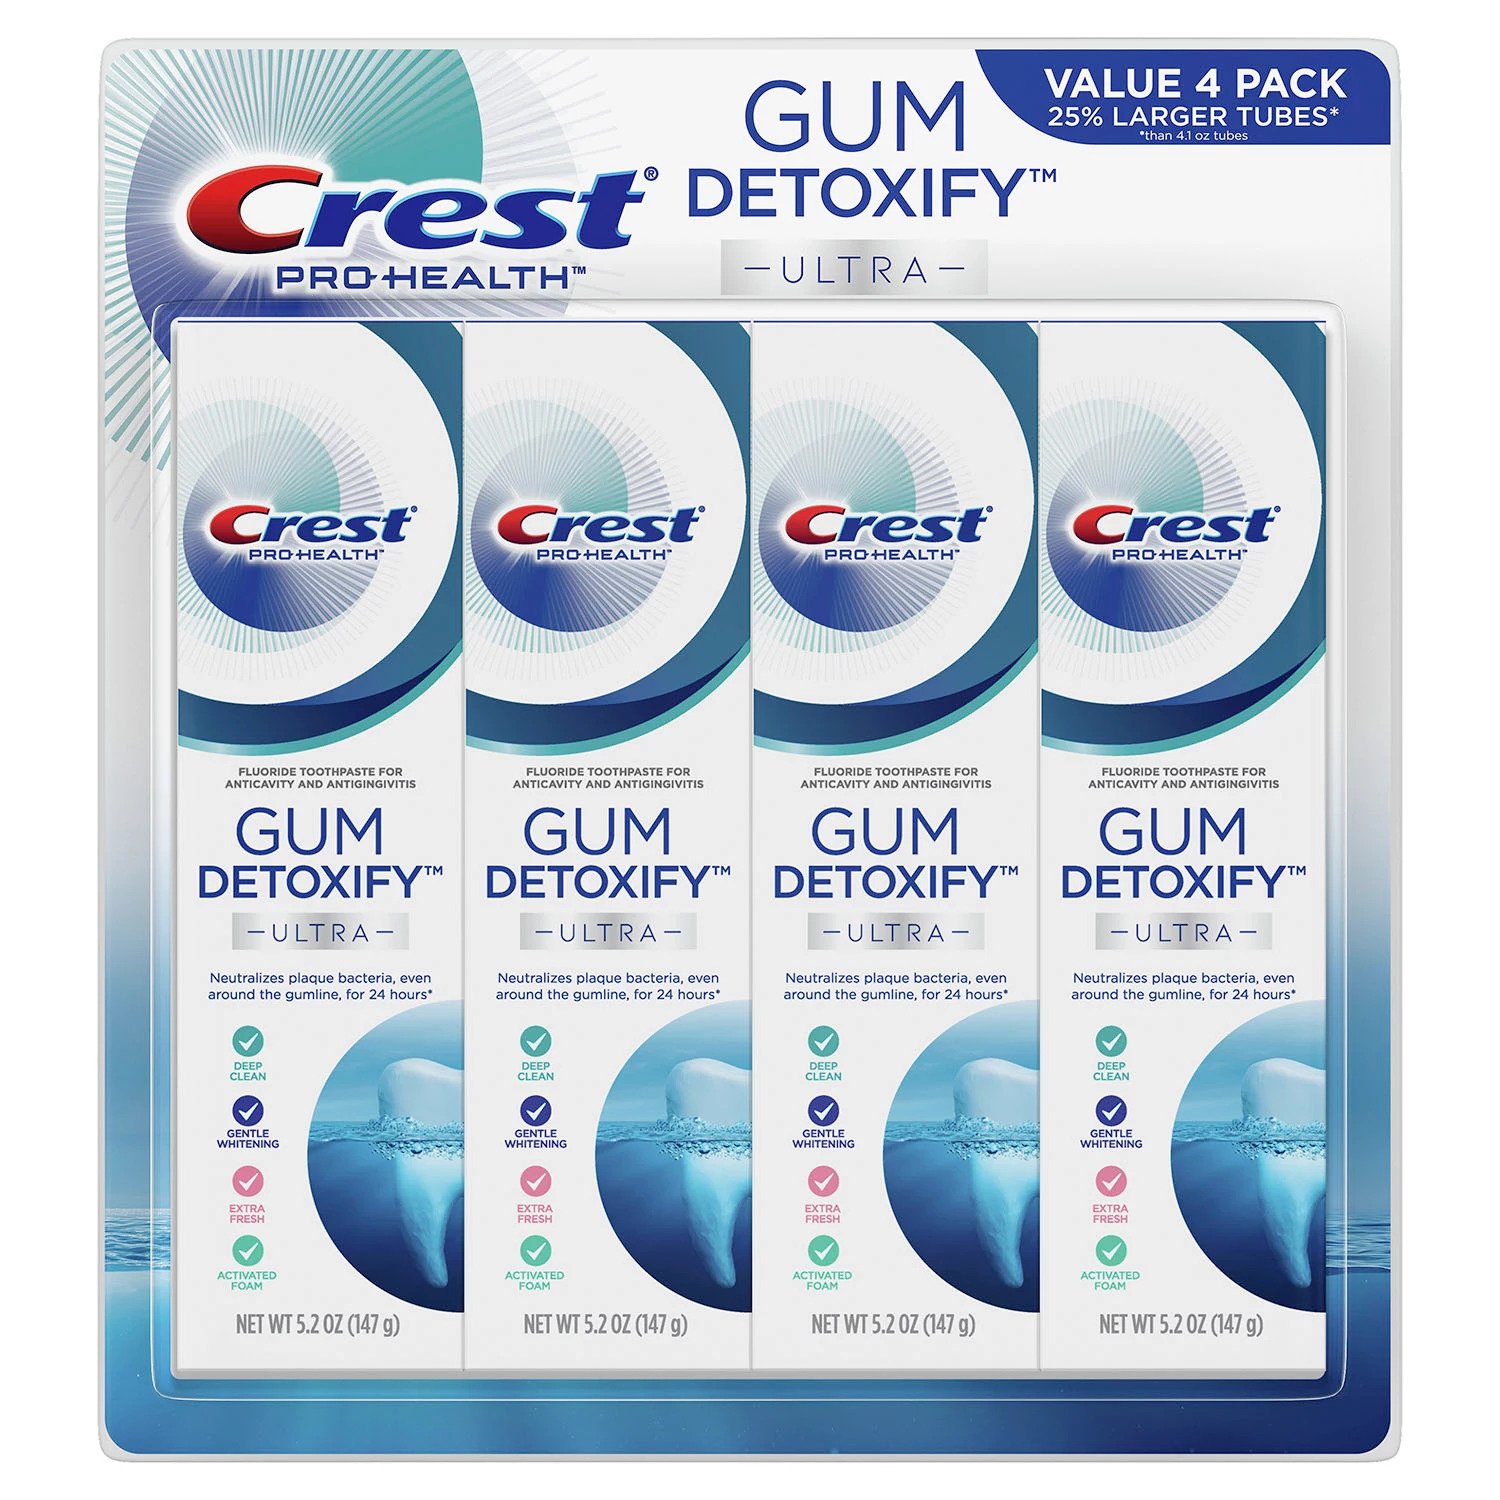 VALUE 4 PACK
25% LARGER TUBES*
*than 4.1 oz tubes
Crest®
PRO-HEALTH™
GUM
DETOXIFY™
—ULTRA—
Crest®
PRO-HEALTH™
FLUORIDE TOOTHPASTE FOR
ANTICAVITY AND ANTIGINGIVITIS
GUM
DETOXIFY™
—ULTRA—
Neutralizes plaque bacteria, even
around the gumline, for 24 hours*
DEEP
CLEAN
GENTLE
WHITENING
EXTRA
FRESH
ACTIVATED
FOAM
NET WT 5.2 OZ (147 g)
Crest®
PRO-HEALTH™
FLUORIDE TOOTHPASTE FOR
ANTICAVITY AND ANTIGINGIVITIS
GUM
DETOXIFY™
—ULTRA—
Neutralizes plaque bacteria, even
around the gumline, for 24 hours*
DEEP
CLEAN
GENTLE
WHITENING
EXTRA
FRESH
ACTIVATED
FOAM
NET WT 5.2 OZ (147 g)
Crest®
PRO-HEALTH™
FLUORIDE TOOTHPASTE FOR
ANTICAVITY AND ANTIGINGIVITIS
GUM
DETOXIFY™
—ULTRA—
Neutralizes plaque bacteria, even
around the gumline, for 24 hours*
DEEP
CLEAN
GENTLE
WHITENING
EXTRA
FRESH
ACTIVATED
FOAM
NET WT 5.2 OZ (147 g)
Crest®
PRO-HEALTH™
FLUORIDE TOOTHPASTE FOR
ANTICAVITY AND ANTIGINGIVITIS
GUM
DETOXIFY™
—ULTRA—
Neutralizes plaque bacteria, even
around the gumline, for 24 hours*
DEEP
CLEAN
GENTLE
WHITENING
EXTRA
FRESH
ACTIVATED
FOAM
NET WT 5.2 OZ (147 g)